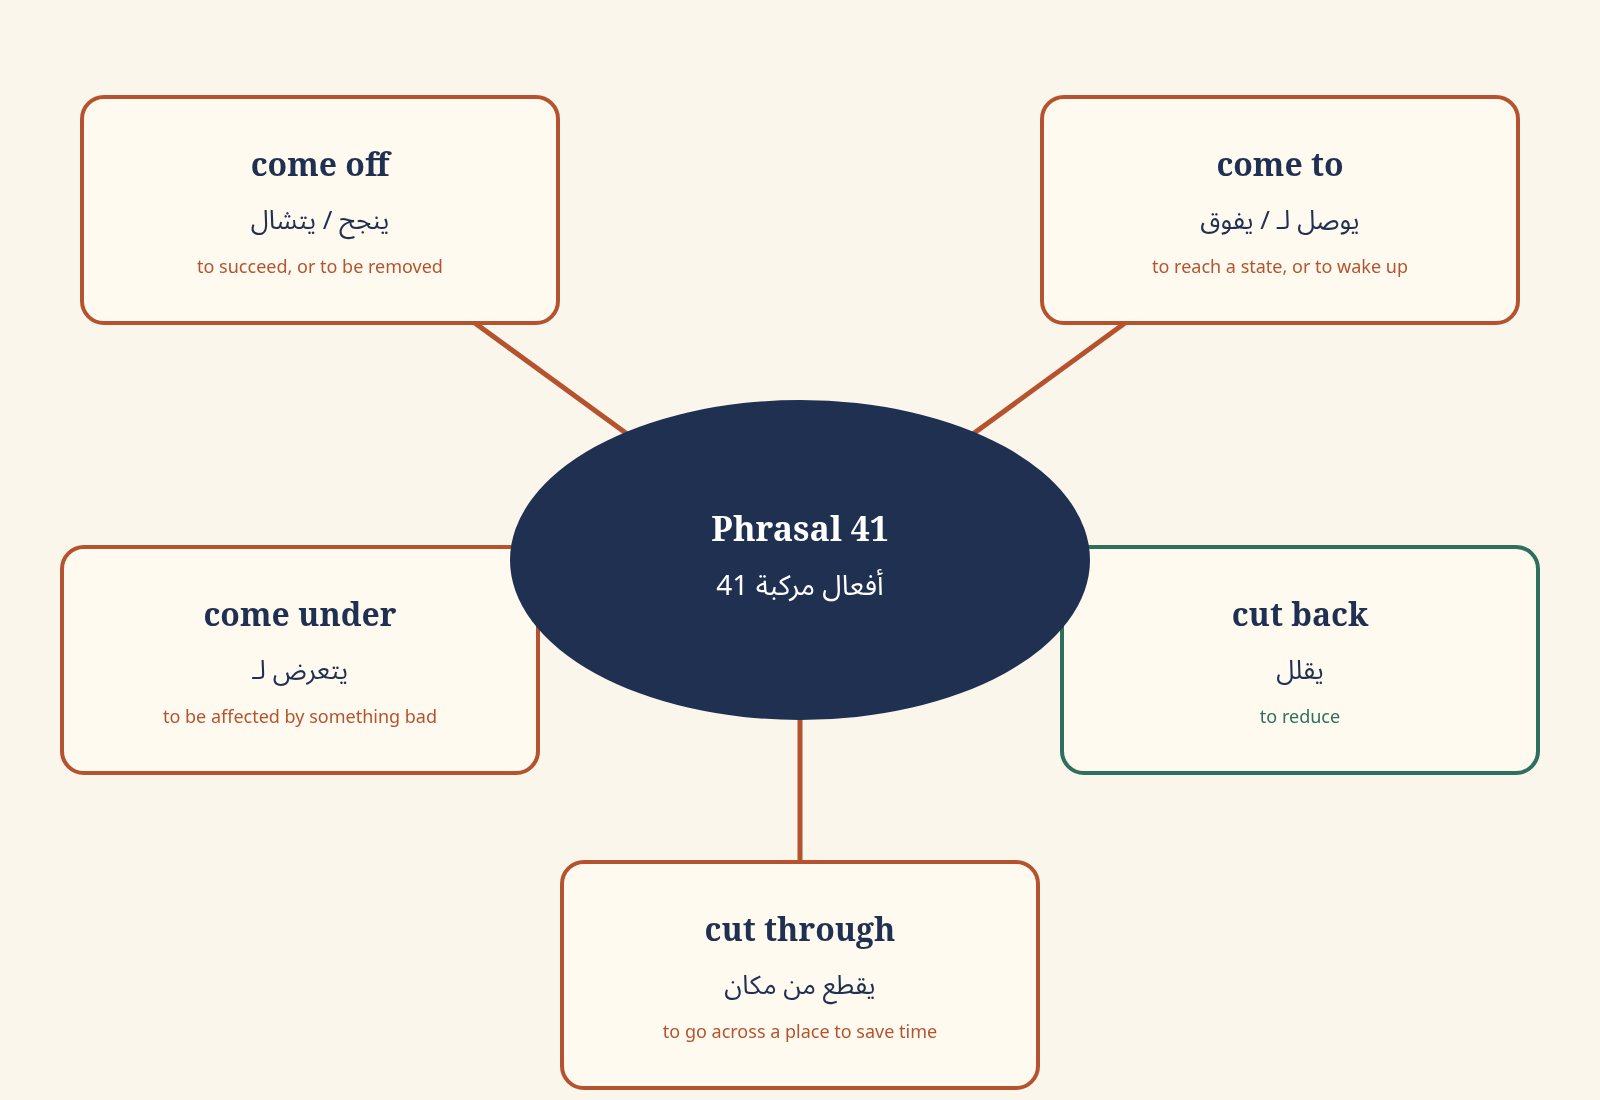 come off
ينجح / يتشال
to succeed, or to be removed
come to
يوصل لـ / يفوق
to reach a state, or to wake up
Phrasal 41
أفعال مركبة 41
come under
يتعرض لـ
to be affected by something bad
cut back
يقلل
to reduce
cut through
يقطع من مكان
to go across a place to save time